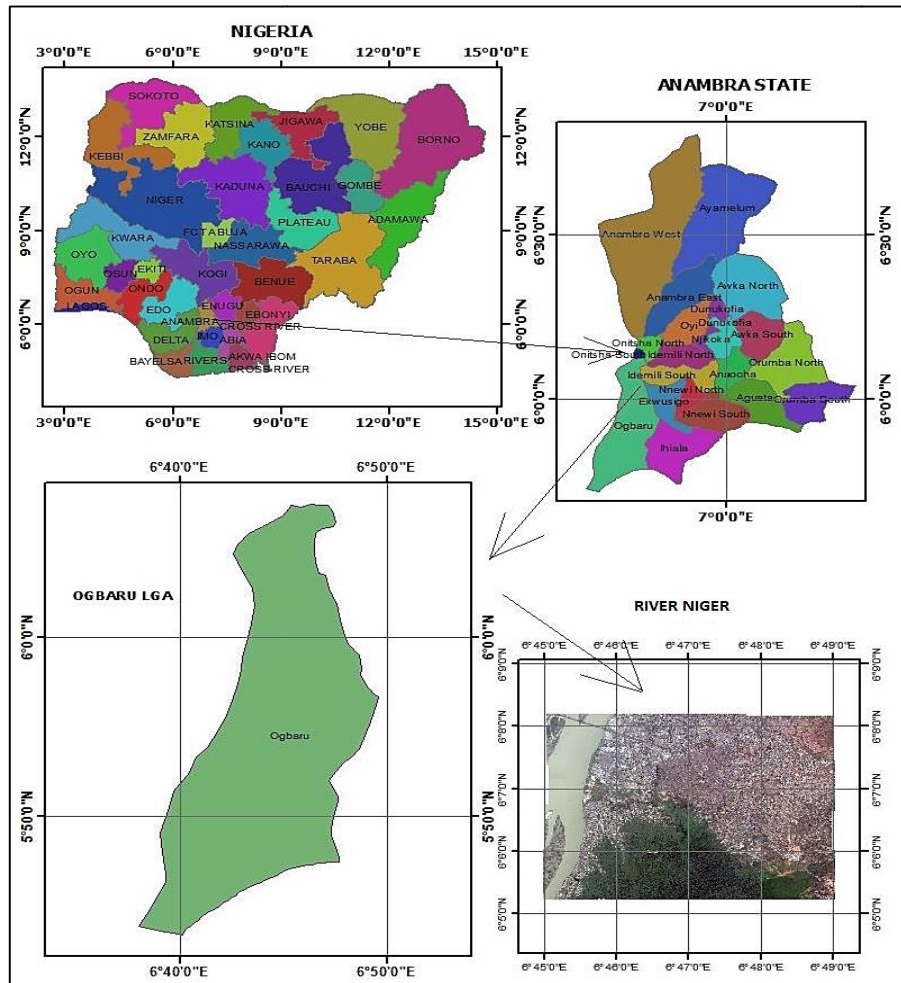 NIGERIA
3°0'0"E 6°0'0"E 9°0'0"E 12°0'0"E 15°0'0"E
12°0'0"N
9°0'0"N
6°0'0"N
SOKOTO
KATSINA
JIGAWA
YOBE
BORNO
ZAMFARA
KANO
KEBBI
KADUNA
BAUCHI
GOMBE
NIGER
ADAMAWA
PLATEAU
FCT ABUJA
KWARA
NASSARAWA
OYO
TARABA
OSUN
EKITI
KOGI
BENUE
OGUN
ONDO
LAGOS
EDO
ENUGU
EBONYI
ANAMBRA
CROSS RIVER
DELTA
IMO
ABIA
BAYELSA
RIVERS
AKWA IBOM
CROSS-RIVER
12°0'0"N
9°0'0"N
6°0'0"N
3°0'0"E 6°0'0"E 9°0'0"E 12°0'0"E 15°0'0"E
ANAMBRA STATE
7°0'0"E
6°30'0"N
6°0'0"N
Ayamelum
Anambra West
Awka North
Anambra East
Dunukofia
Oyi
Dunukofia
Awka South
Onitsha North
Njikoka
Onitsha South
Idemili North
Orumba North
Idemili South
Anaocha
Nnewi North
Ekwusigo
Aguata
Orumba South
Nnewi South
Ogbaru
Ihiala
6°30'0"N
6°0'0"N
7°0'0"E
6°40'0"E 6°50'0"E
OGBARU LGA
6°0'0"N
5°50'0"N
Ogbaru
6°0'0"N
5°50'0"N
6°40'0"E 6°50'0"E
RIVER NIGER
6°45'0"E 6°46'0"E 6°47'0"E 6°48'0"E 6°49'0"E
6°9'0"N
6°8'0"N
6°7'0"N
6°6'0"N
6°5'0"N
6°9'0"N
6°8'0"N
6°7'0"N
6°6'0"N
6°5'0"N
6°45'0"E 6°46'0"E 6°47'0"E 6°48'0"E 6°49'0"E